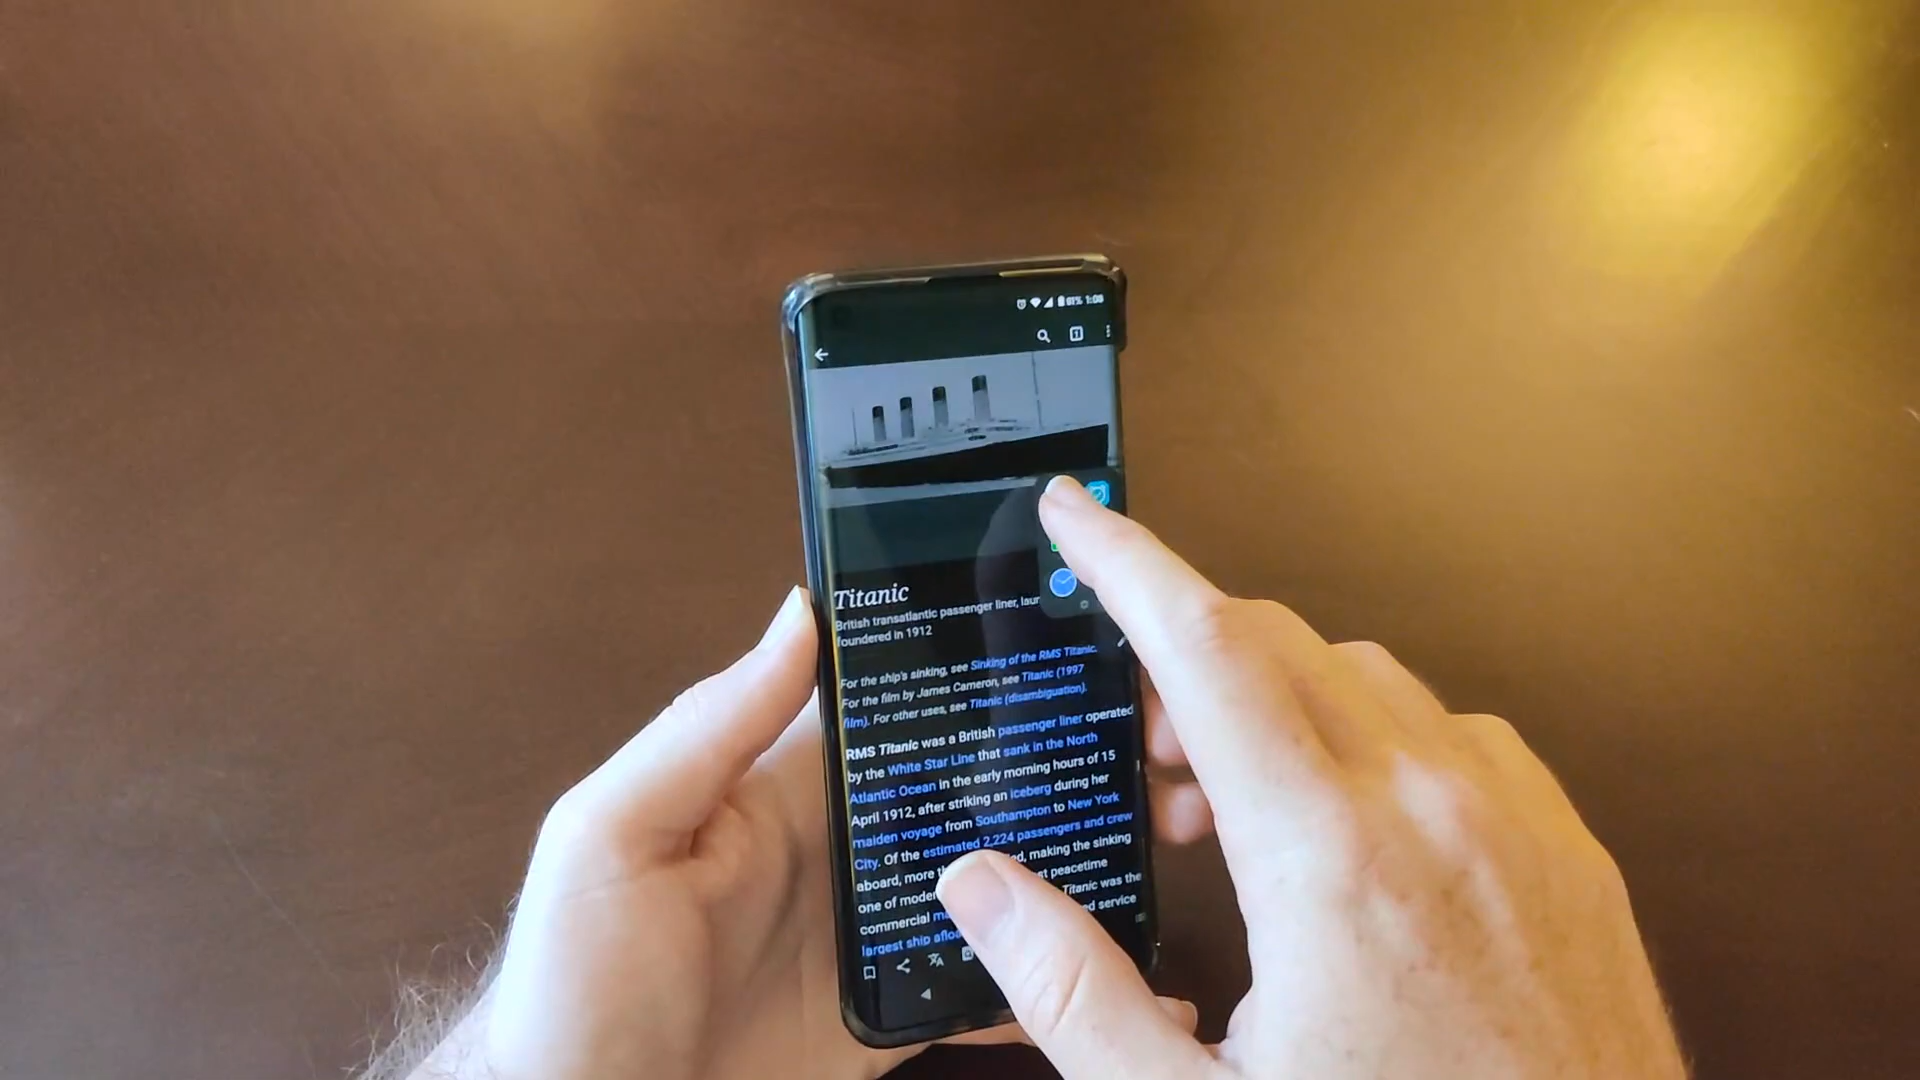 81% 1:08
1
Titanic
British transatlantic passenger liner,
foundered in 1912
For the ship's sinking, see Sinking of the RMS Titanic.
For the film by James Cameron, see Titanic (1997
film). For other uses, see Titanic (disambiguation).
RMS Titanic was a British passenger liner operated
by the White Star Line that sank in the North
Atlantic Ocean in the early morning hours of 15
April 1912, after striking an iceberg during her
maiden voyage from Southampton to New York
City. Of the estimated 2,224 passengers and crew
aboard, more making the sinking
one of peacetime
commercial Titanic was the
largest ship service